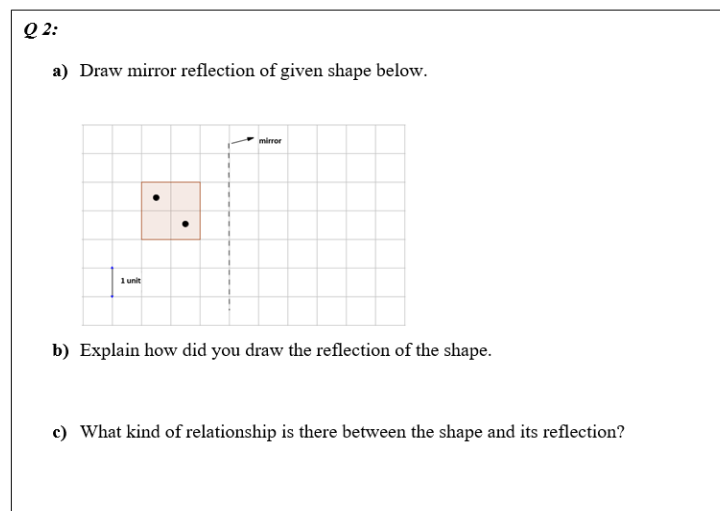 Q 2:
a) Draw mirror reflection of given shape below.
mirror
1 unit
b) Explain how did you draw the reflection of the shape.
c) What kind of relationship is there between the shape and its reflection?